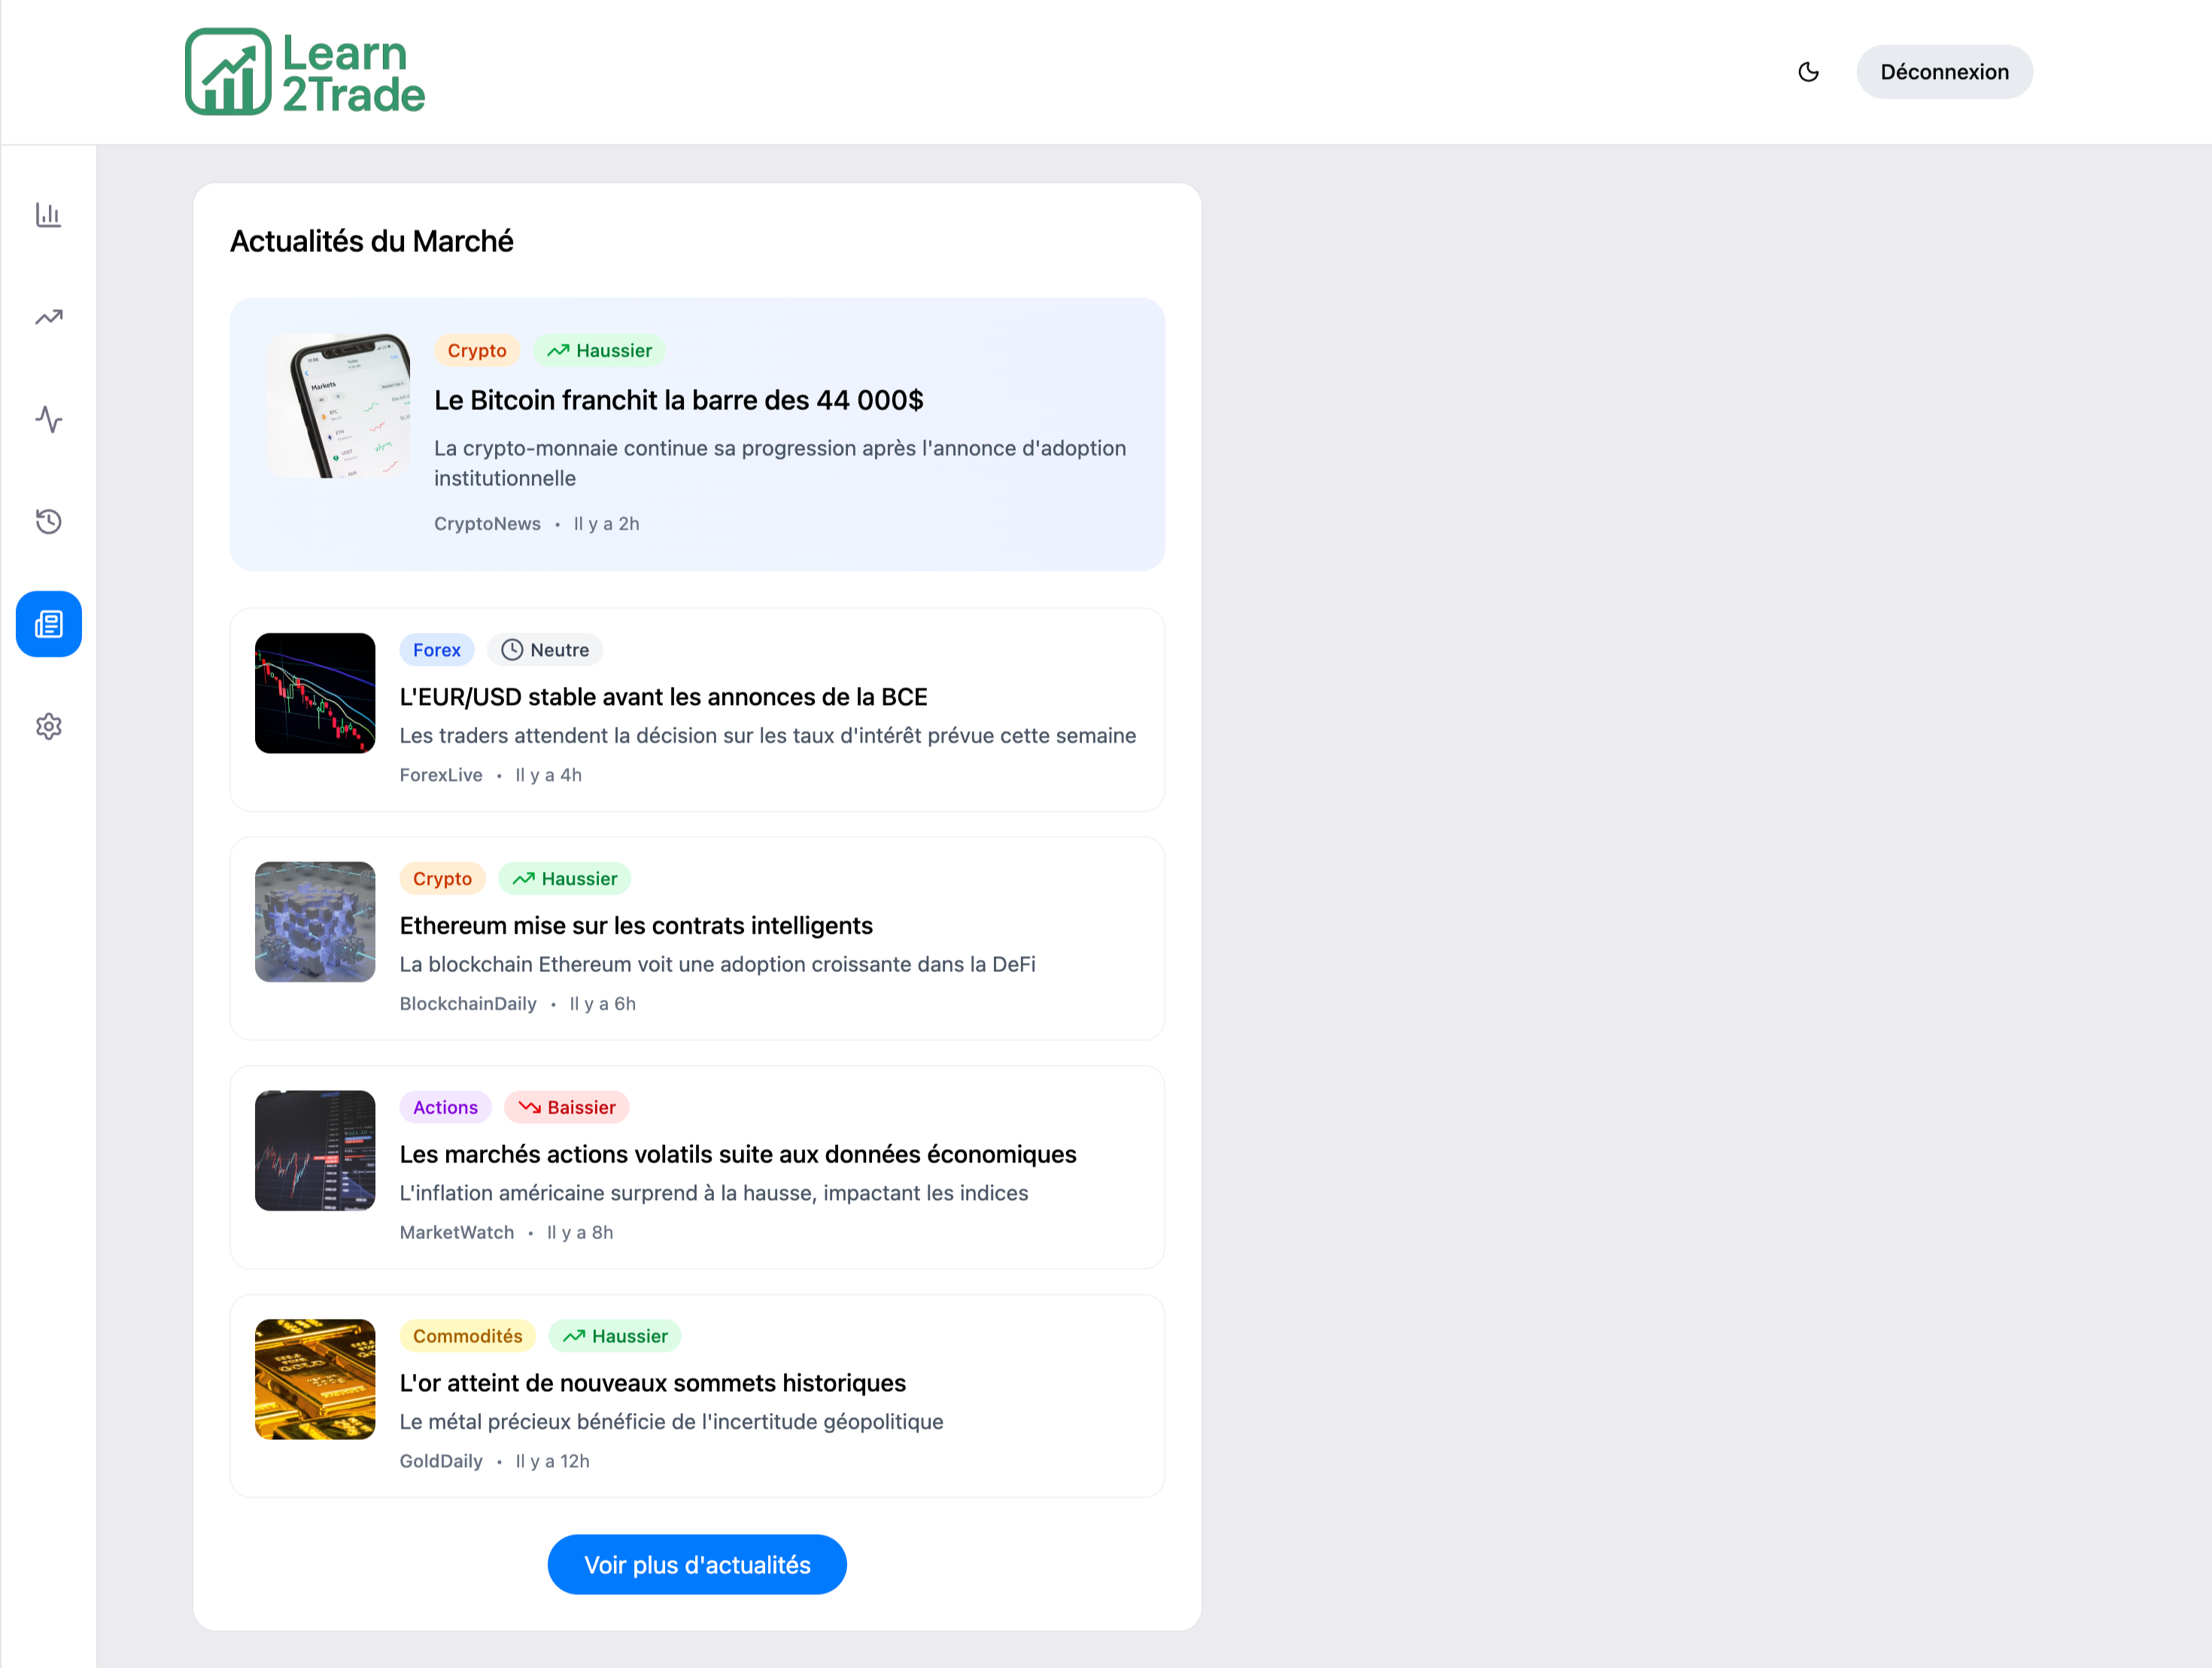 Learn
2Trade
Déconnexion
Actualités du Marché
Markets
Crypto
Haussier
Le Bitcoin franchit la barre des 44 000$
La crypto-monnaie continue sa progression après l'annonce d'adoption
institutionnelle
CryptoNews • Il y a 2h
Forex
Neutre
L'EUR/USD stable avant les annonces de la BCE
Les traders attendent la décision sur les taux d'intérêt prévue cette semaine
ForexLive • Il y a 4h
Crypto
Haussier
Ethereum mise sur les contrats intelligents
La blockchain Ethereum voit une adoption croissante dans la DeFi
BlockchainDaily • Il y a 6h
Actions
Baissier
Les marchés actions volatils suite aux données économiques
L'inflation américaine surprend à la hausse, impactant les indices
MarketWatch • Il y a 8h
Commodités
Haussier
L'or atteint de nouveaux sommets historiques
Le métal précieux bénéficie de l'incertitude géopolitique
GoldDaily • Il y a 12h
Voir plus d'actualités